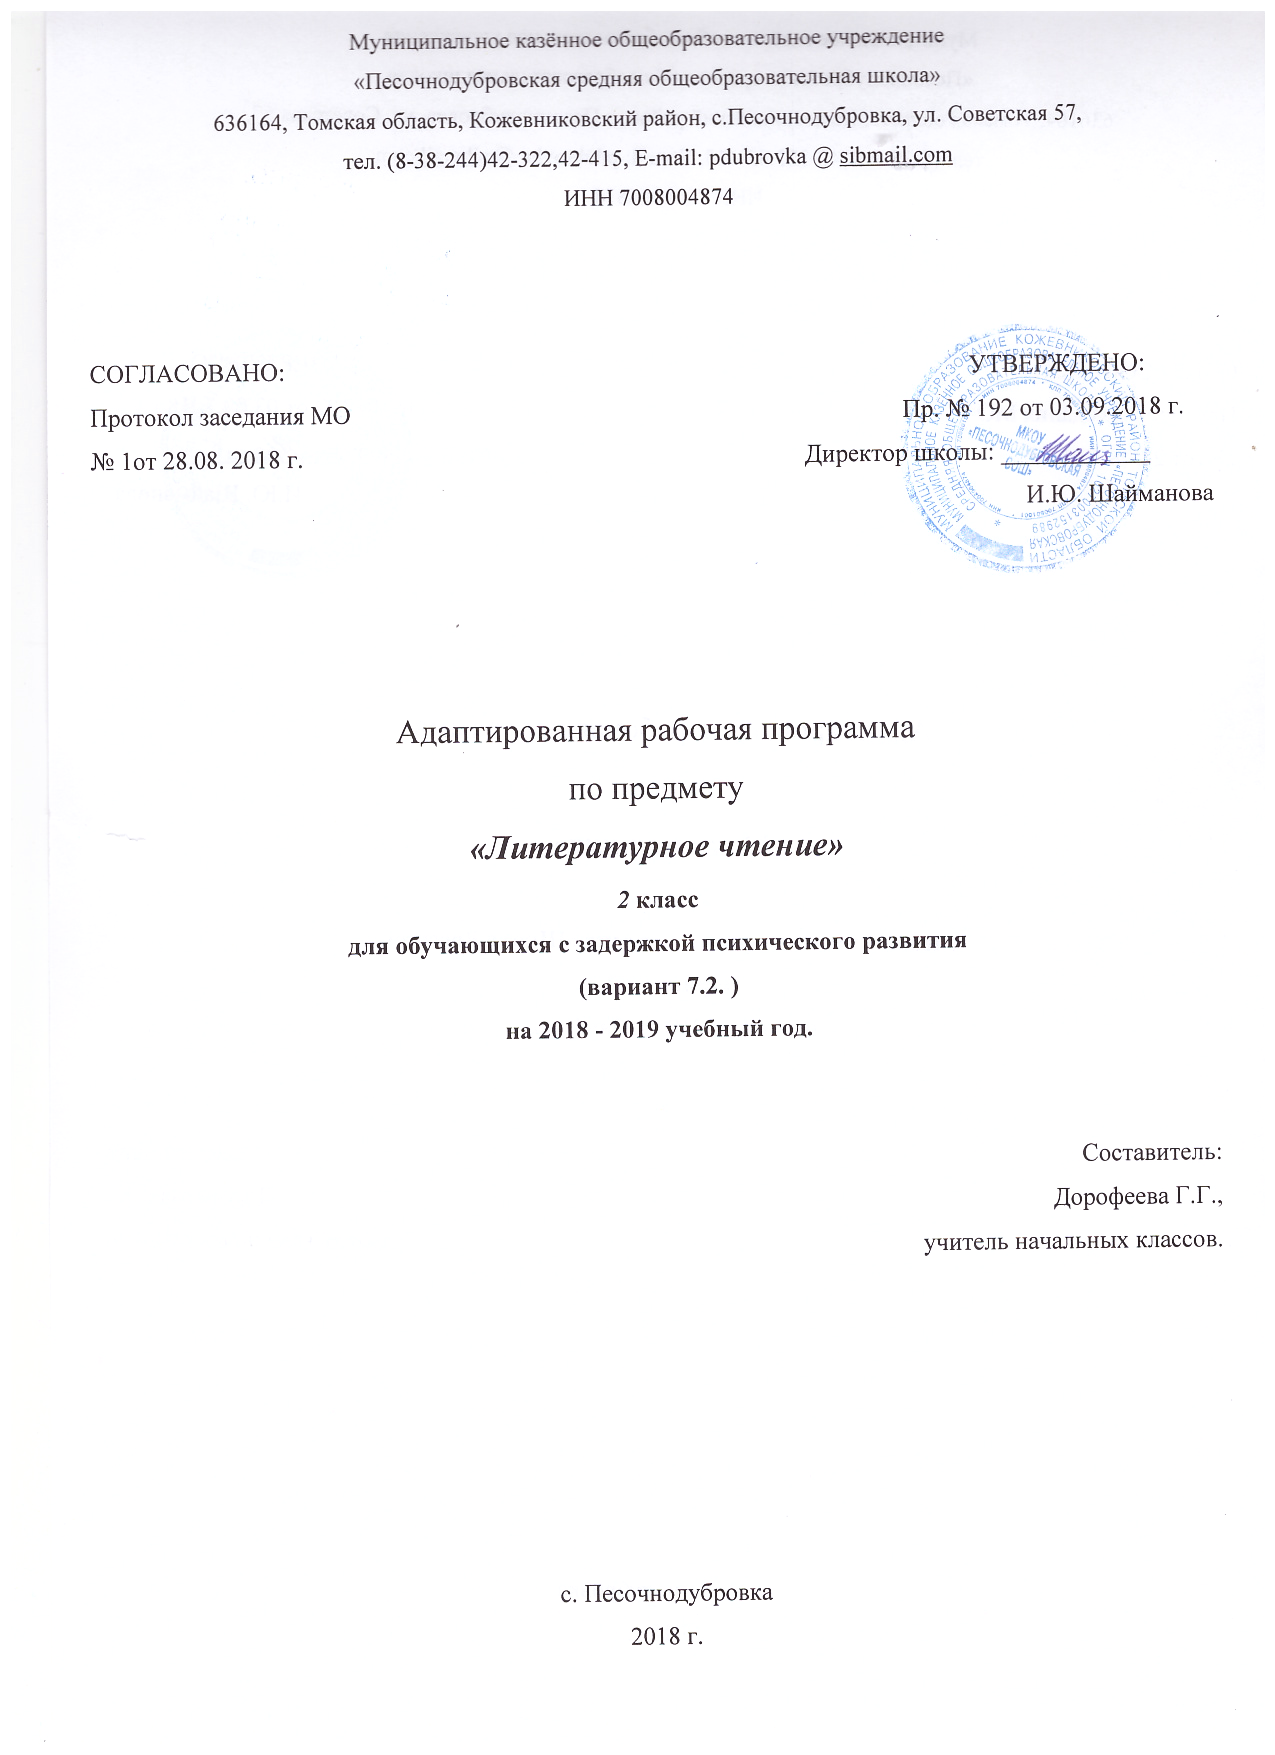 Муниципальное казённое общеобразовательное учреждение
«Песочнодубровская средняя общеобразовательная школа»
636164, Томская область, Кожевниковский район, с.Песочнодубровка, ул. Советская 57,
тел. (8-38-244)42-322,42-415, E-mail: pdubrovka @ sibmail.com
ИНН 7008004874
СОГЛАСОВАНО:
Протокол заседания МО
№ 1от 28.08. 2018 г.
УТВЕРЖДЕНО:
Пр. № 192 от 03.09.2018 г.
Директор школы:
И.Ю. Шайманова
МКОУ
«ПЕСОЧНОДУБРОВСКАЯ
СОШ»
Адаптированная рабочая программа
по предмету
«Литературное чтение»
2 класс
для обучающихся с задержкой психического развития
(вариант 7.2. )
на 2018 - 2019 учебный год.
Составитель:
Дорофеева Г.Г.,
учитель начальных классов.
с. Песочнодубровка
2018 г.